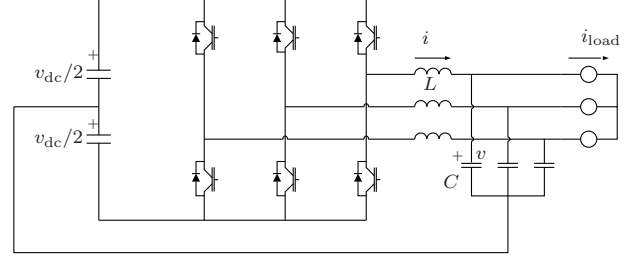 i
i_load
+
v_dc/2
L
+
v_dc/2
+ v
C